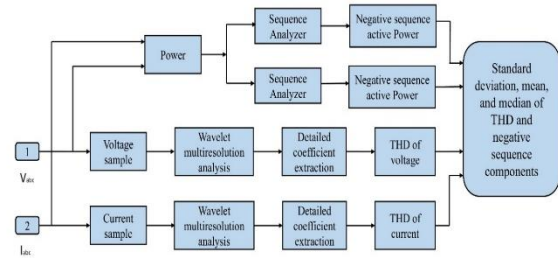 Sequence
Analyzer
Negative sequence
active Power
Power
Sequence
Analyzer
Negative sequence
active Power
Standard
deviation, mean,
and median of
THD and
negative
sequence
components
1
Vabc
Voltage
sample
Wavelet
multiresolution
analysis
Detailed
coefficient
extraction
THD of
voltage
2
Iabc
Current
sample
Wavelet
multiresolution
analysis
Detailed
coefficient
extraction
THD of
current